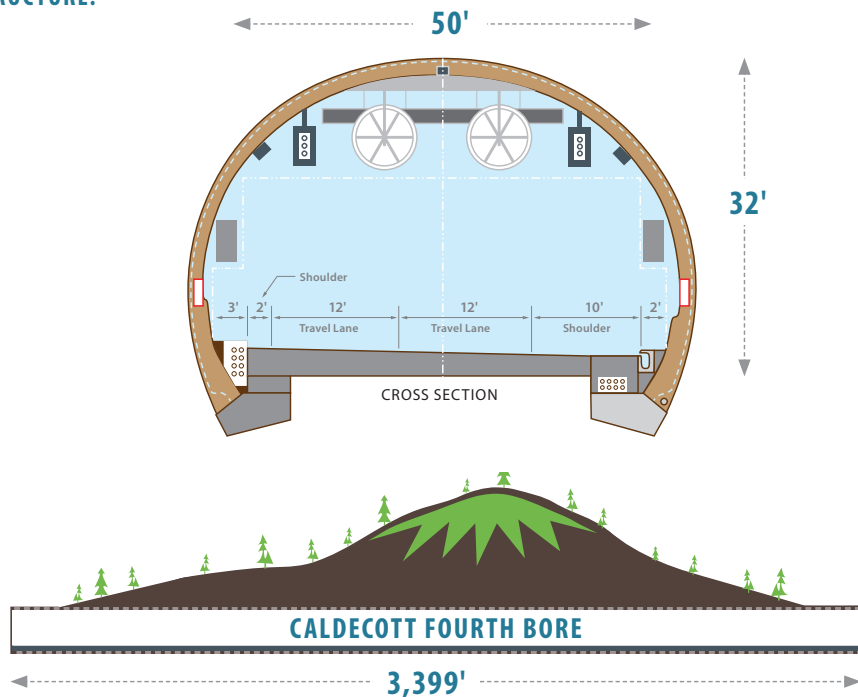 50'
32'
Shoulder
3' 2' 12' 12' 10' 2'
Travel Lane Travel Lane Shoulder
CROSS SECTION
CALDECOTT FOURTH BORE
3,399'